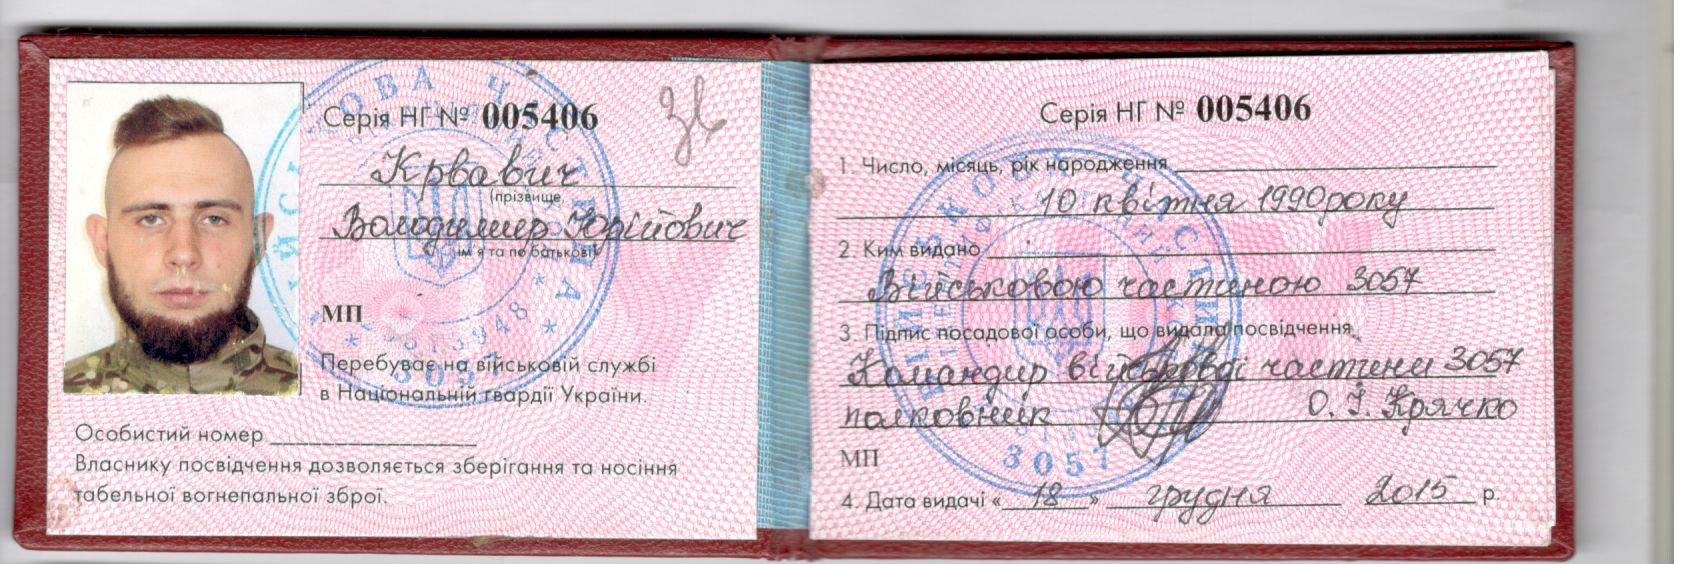 Серія НГ № 005406
Зв
Крвавич
(прізвище,
Володимир Юрійович
ім'я та по батькові)
МП
Перебуває на військовій службі
в Національній гвардії України.
Особистий номер
Власнику посвідчення дозволяється зберігання та носіння
табельної вогнепальної зброї.
Серія НГ № 005406
1. Число, місяць, рік народження
10 квітня 1990 року
2. Ким видано
Військовою частиною 3057
3. Підпис посадової особи, що видала посвідчення
Командир військової частини 3057
полковник О. І. Крячко
МП
3057
4. Дата видачі « 18 » грудня 2015 р.